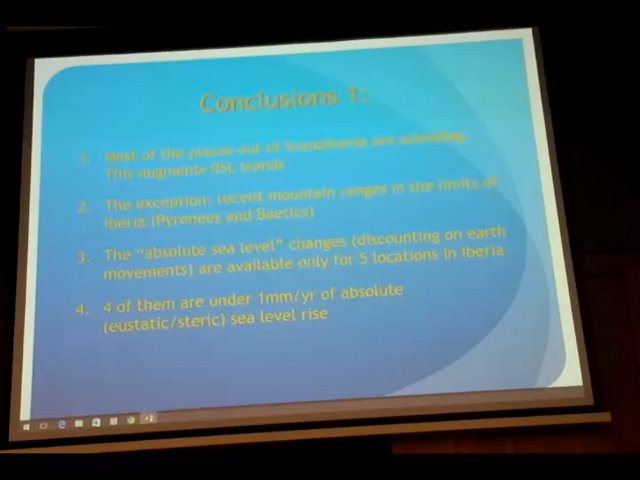 Conclusions 1:
1. Most of the places out of Scandinavia are subsiding.
This augments RSL trends
2. The exception: recent mountain ranges in the limits of
Iberia (Pyrenees and Baetics)
3. The "absolute sea level" changes (discounting on earth
movements) are available only for 5 locations in Iberia
4. 4 of them are under 1mm/yr of absolute
(eustatic/steric) sea level rise